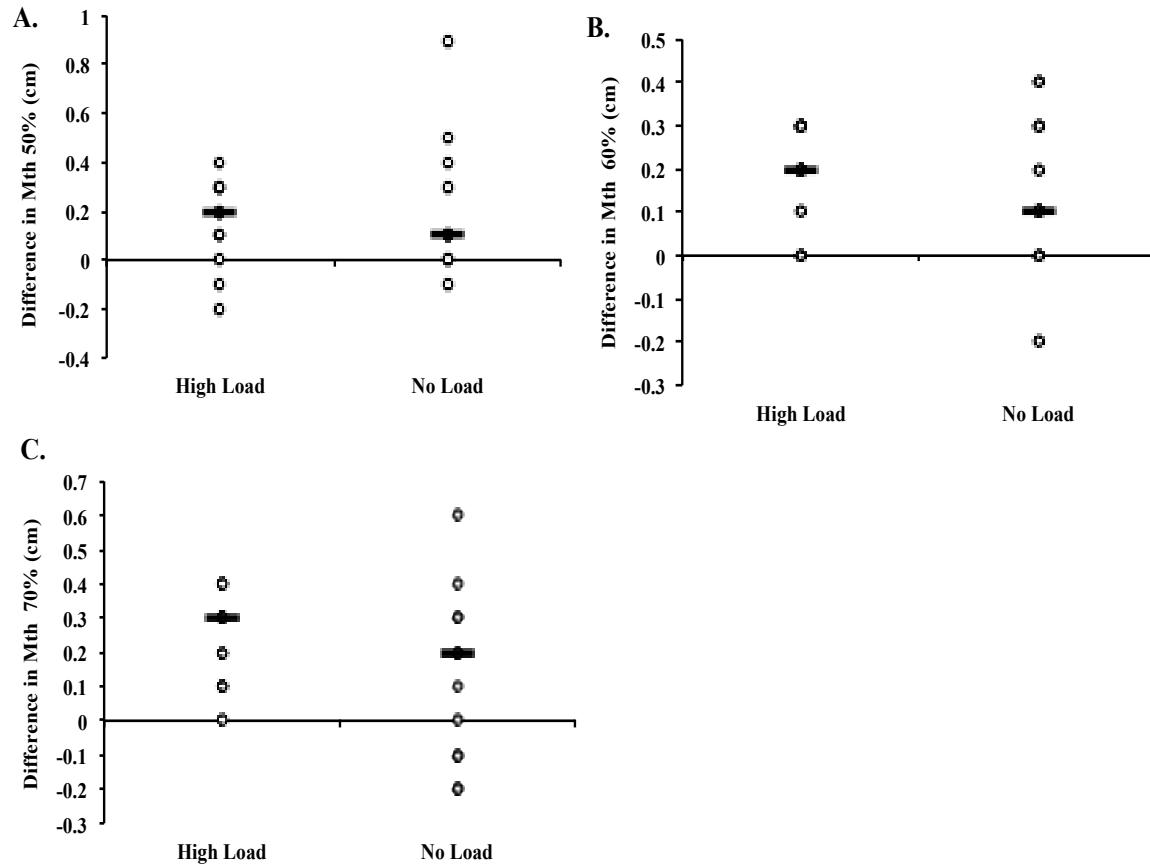 A.
Difference in Mth 50% (cm)
1
0.8
0.6
0.4
0.2
0
-0.2
-0.4
High Load
No Load
B.
Difference in Mth 60% (cm)
0.5
0.4
0.3
0.2
0.1
0
-0.1
-0.2
-0.3
High Load
No Load
C.
Difference in Mth 70% (cm)
0.7
0.6
0.5
0.4
0.3
0.2
0.1
0
-0.1
-0.2
-0.3
High Load
No Load